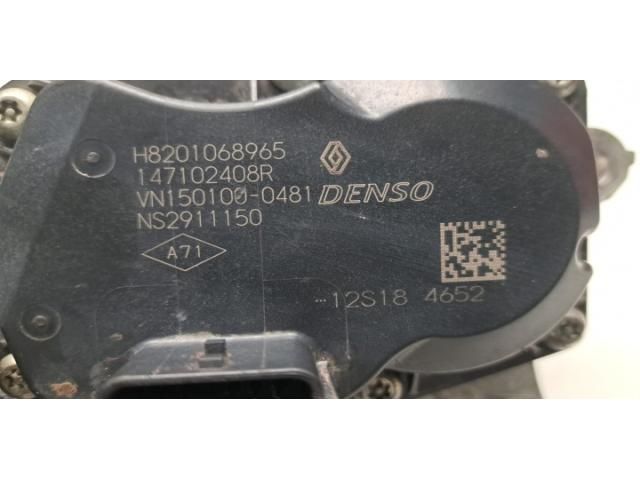 H8201068965
147102408R
VN150100-0481 DENSO
NS2911150
A71
12S18 4652